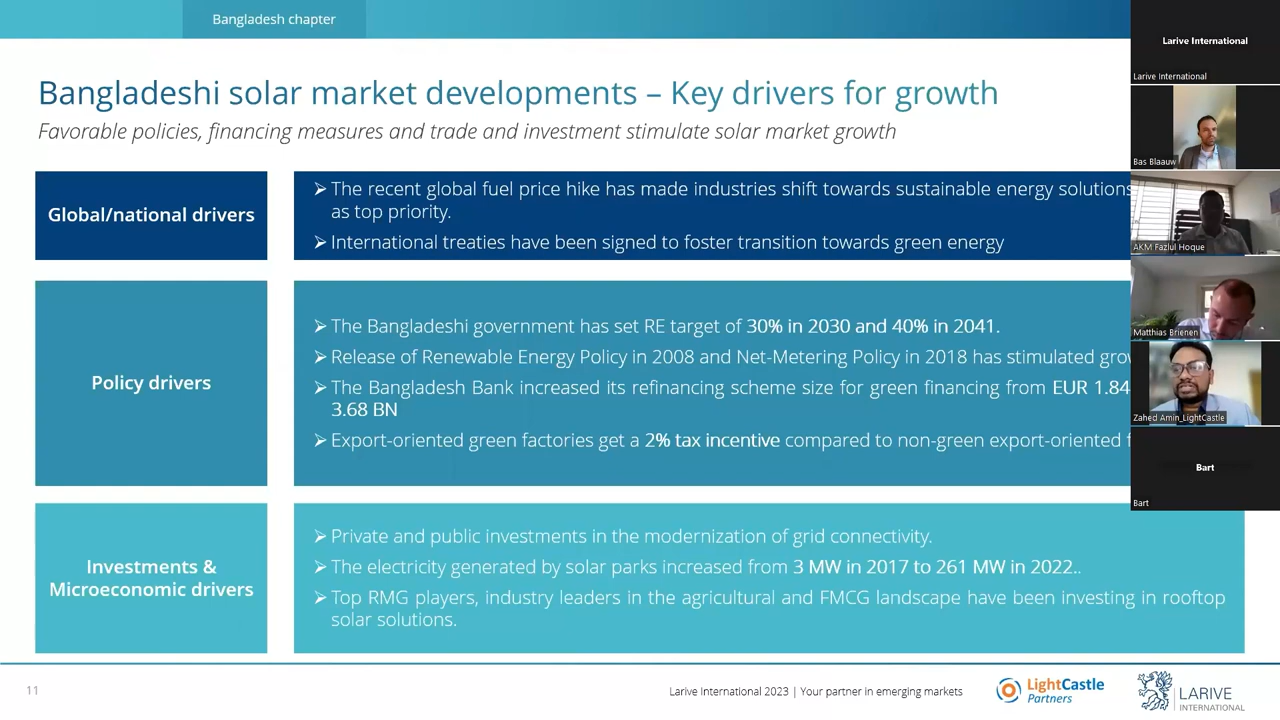 Bangladesh chapter
Bangladeshi solar market developments – Key drivers for growth
Favorable policies, financing measures and trade and investment stimulate solar market growth
Global/national drivers
➢ The recent global fuel price hike has made industries shift towards sustainable energy solutions
as top priority.
➢ International treaties have been signed to foster transition towards green energy
Policy drivers
➢ The Bangladeshi government has set RE target of 30% in 2030 and 40% in 2041.
➢ Release of Renewable Energy Policy in 2008 and Net-Metering Policy in 2018 has stimulated
➢ The Bangladesh Bank increased its refinancing scheme size for green financing from EUR 1.84
3.68 BN
➢ Export-oriented green factories get a 2% tax incentive compared to non-green export-oriented
Investments &
Microeconomic drivers
➢ Private and public investments in the modernization of grid connectivity.
➢ The electricity generated by solar parks increased from 3 MW in 2017 to 261 MW in 2022..
➢ Top RMG players, industry leaders in the agricultural and FMCG landscape have been investing in rooftop
solar solutions.
11
Larive International 2023 | Your partner in emerging markets
LightCastle
Partners
LARIVE
INTERNATIONAL
Larive International
Larive International
Bas Blaauw
AKM Fazlul Hoque
Matthias Brienen
Zahed Amin_LightCastle
Bart
Bart